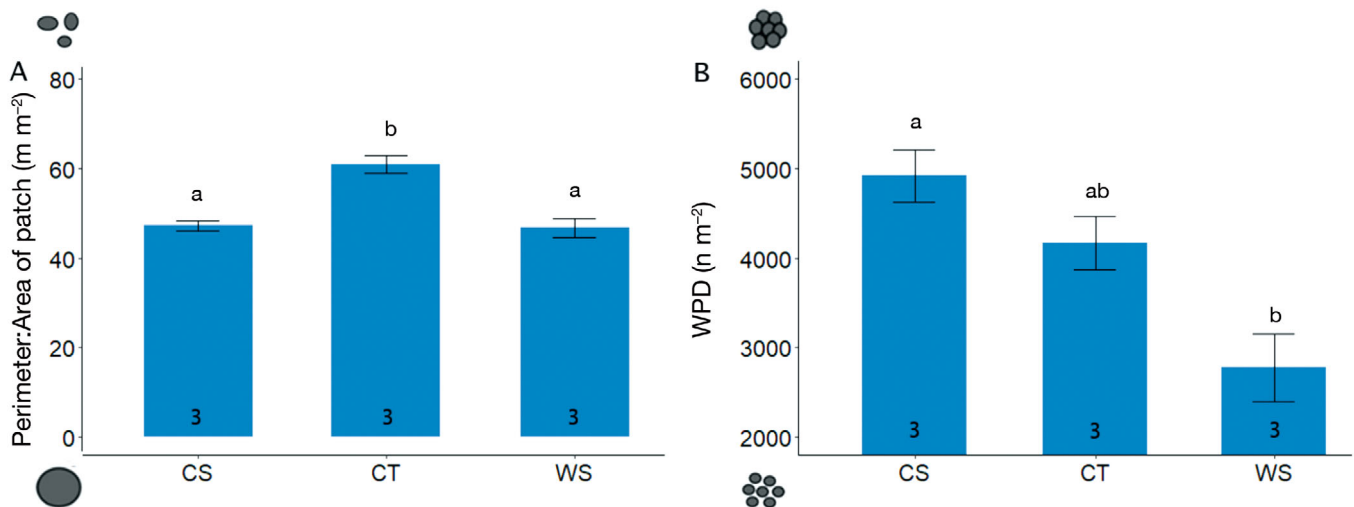 A
Perimeter:Area of patch (m m⁻²)
80
60
40
20
0
a
b
a
3
3
3
CS
CT
WS
B
WPD (n m⁻²)
6000
5000
4000
3000
2000
a
ab
b
3
3
3
CS
CT
WS